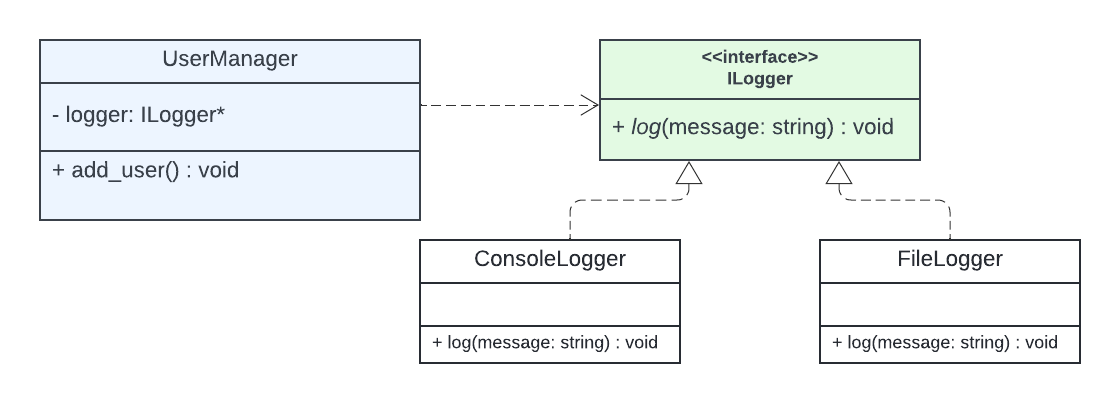 UserManager
- logger: ILogger*
+ add_user() : void
<<interface>>
ILogger
+ log(message: string) : void
ConsoleLogger
+ log(message: string) : void
FileLogger
+ log(message: string) : void